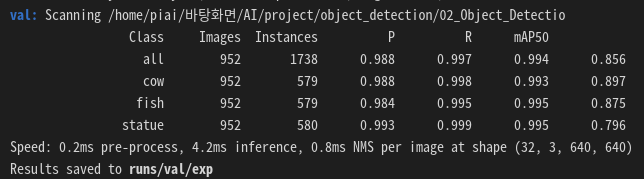 val: Scanning /home/piai/바탕화면/AI/project/object_detection/02_Object_Detectio
Class Images Instances P R mAP50
all 952 1738 0.988 0.997 0.994 0.856
cow 952 579 0.988 0.998 0.993 0.897
fish 952 579 0.984 0.995 0.995 0.875
statue 952 580 0.993 0.999 0.995 0.796
Speed: 0.2ms pre-process, 4.2ms inference, 0.8ms NMS per image at shape (32, 3, 640, 640)
Results saved to runs/val/exp